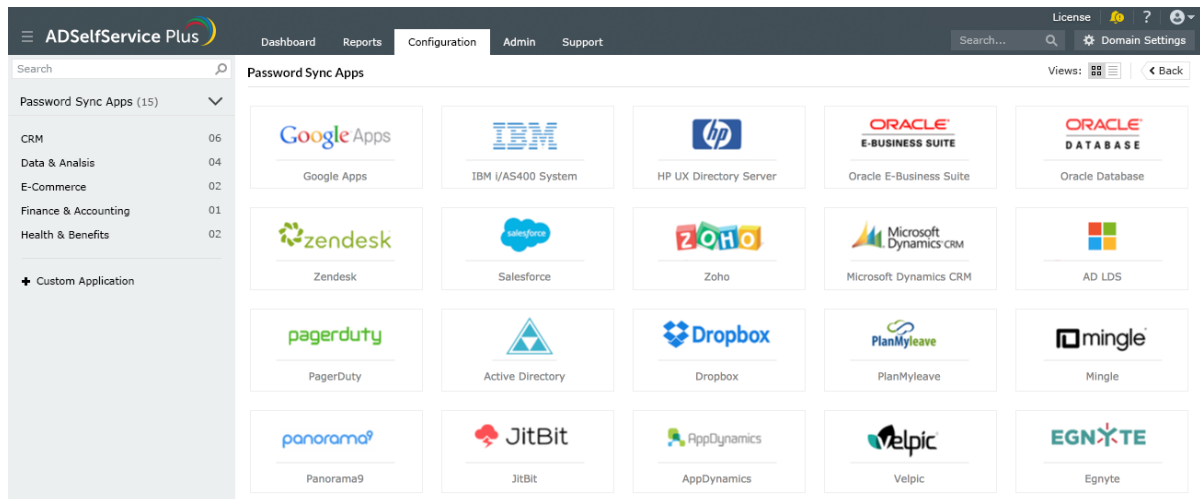 License
ADSelfService Plus
Dashboard Reports Configuration Admin Support
Search... Domain Settings
Search
Password Sync Apps (15)
CRM 06
Data & Analsis 04
E-Commerce 02
Finance & Accounting 01
Health & Benefits 02
Custom Application
Password Sync Apps
Views: Back
Google Apps
Google Apps
IBM
IBM i/AS400 System
hp
HP UX Directory Server
ORACLE
E-BUSINESS SUITE
Oracle E-Business Suite
ORACLE
DATABASE
Oracle Database
zendesk
Zendesk
salesforce
Salesforce
ZOHO
Zoho
Microsoft
Dynamics CRM
Microsoft Dynamics CRM
AD LDS
pagerduty
PagerDuty
Active Directory
Dropbox
Dropbox
PlanMyleave
PlanMyleave
mingle
Mingle
panorama9
Panorama9
JitBit
JitBit
AppDynamics
AppDynamics
Velpic
Velpic
EGNYTE
Egnyte